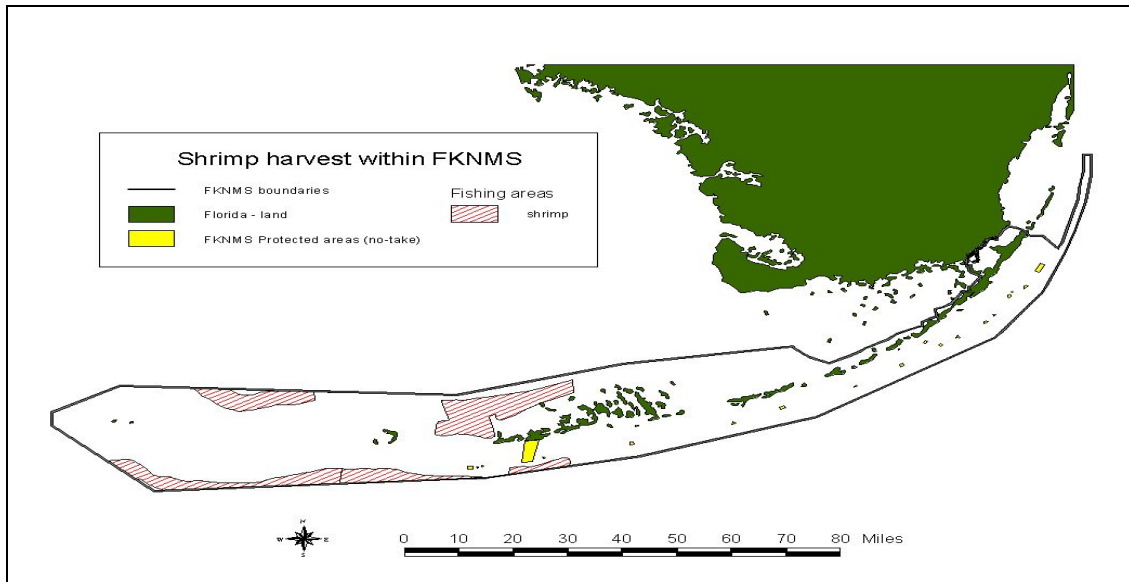 Shrimp harvest within FKNMS
FKNMS boundaries
Florida - land
FKNMS Protected areas (no-take)
Fishing areas
shrimp
N
W E
S
0 10 20 30 40 50 60 70 80 Miles